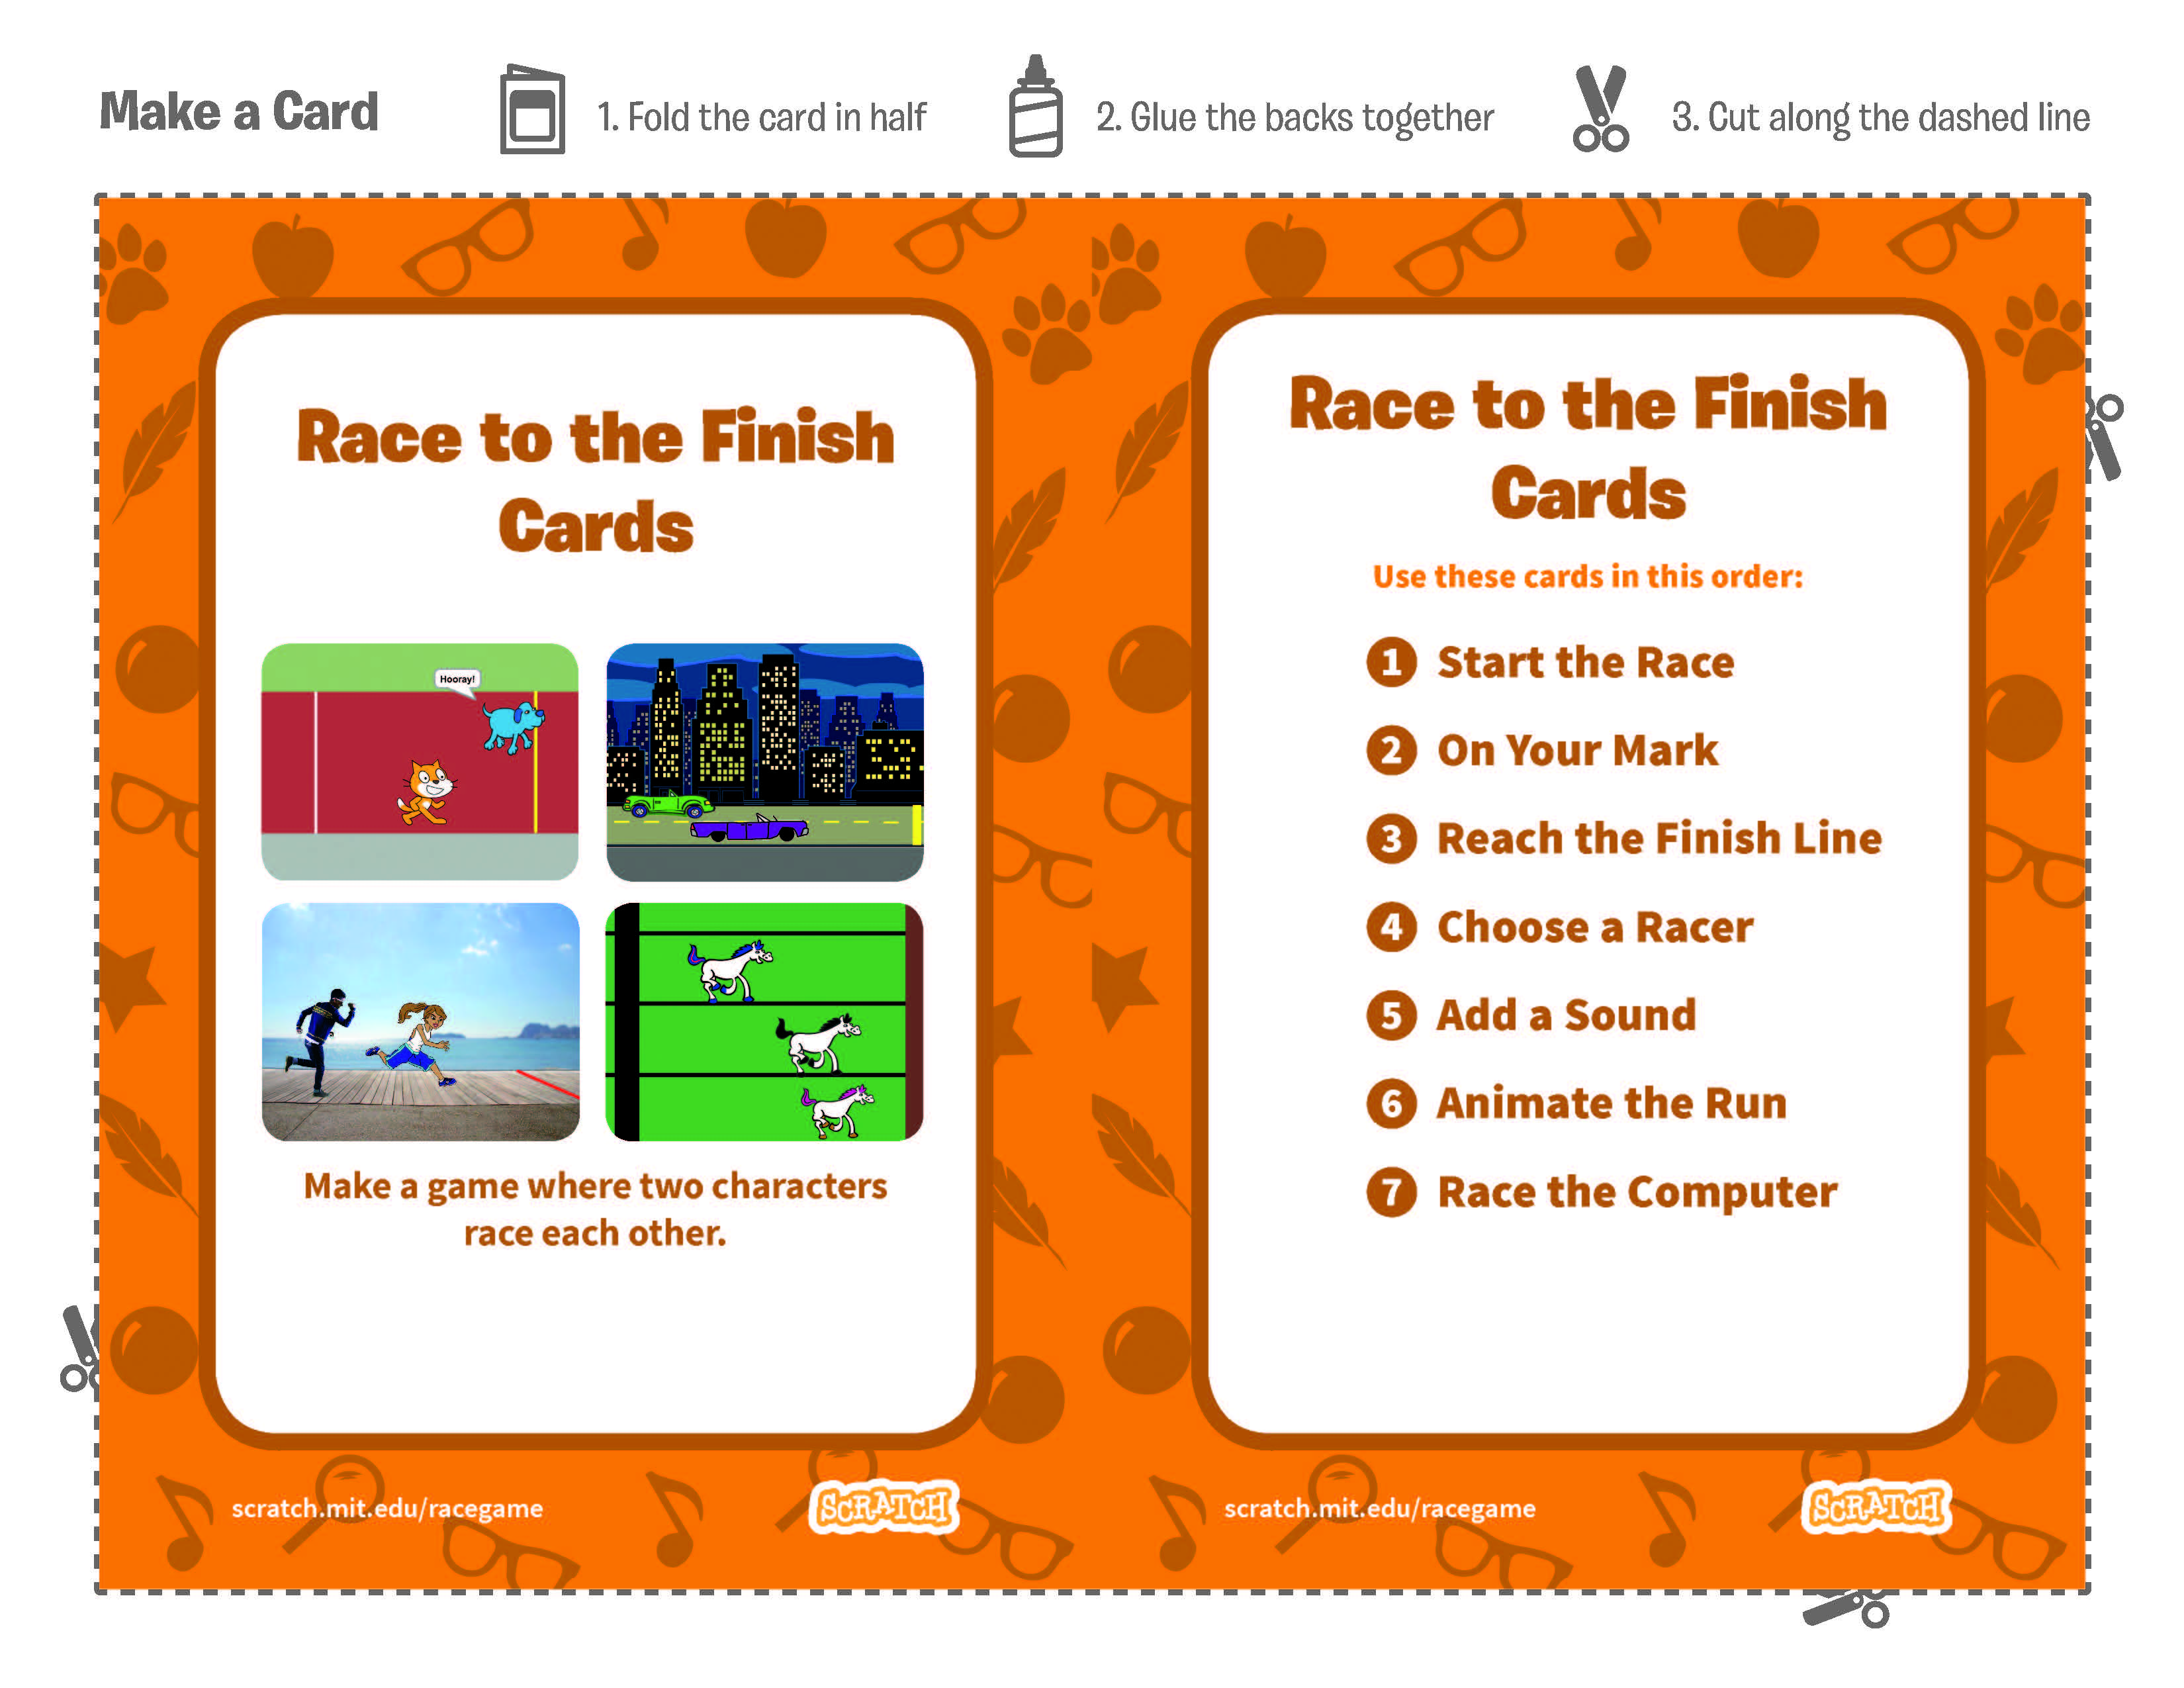 Make a Card
1. Fold the card in half
2. Glue the backs together
3. Cut along the dashed line
Race to the Finish
Cards
Hooray!
Make a game where two characters
race each other.
scratch.mit.edu/racegame
SCRATCH
Race to the Finish
Cards
Use these cards in this order:
1 Start the Race
2 On Your Mark
3 Reach the Finish Line
4 Choose a Racer
5 Add a Sound
6 Animate the Run
7 Race the Computer
scratch.mit.edu/racegame
SCRATCH